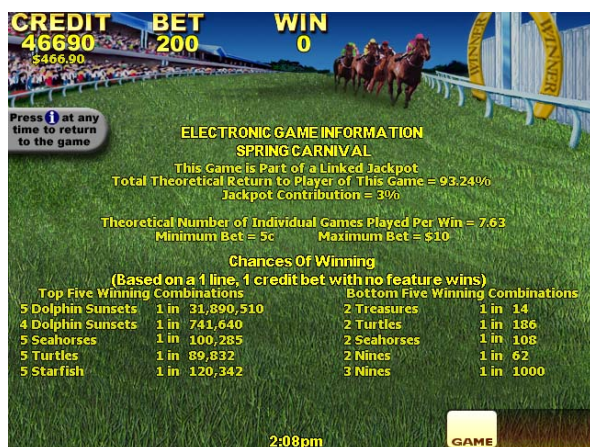 CREDIT BET WIN
46690 200 0
$466.90
WINNER
WINNER
Press i at any
time to return
to the game
ELECTRONIC GAME INFORMATION
SPRING CARNIVAL
This Game is Part of a Linked Jackpot
Total Theoretical Return to Player of This Game = 93.24%
Jackpot Contribution = 3%
Theoretical Number of Individual Games Played Per Win = 7.63
Minimum Bet = 5c Maximum Bet = $10
Chances Of Winning
(Based on a 1 line, 1 credit bet with no feature wins)
Top Five Winning Combinations Bottom Five Winning Combinations
5 Dolphin Sunsets 1 in 31,890,510 2 Treasures 1 in 14
4 Dolphin Sunsets 1 in 741,640 2 Turtles 1 in 186
5 Seahorses 1 in 100,285 2 Seahorses 1 in 108
5 Turtles 1 in 89,832 2 Nines 1 in 62
5 Starfish 1 in 120,342 3 Nines 1 in 1000
2:08pm GAME